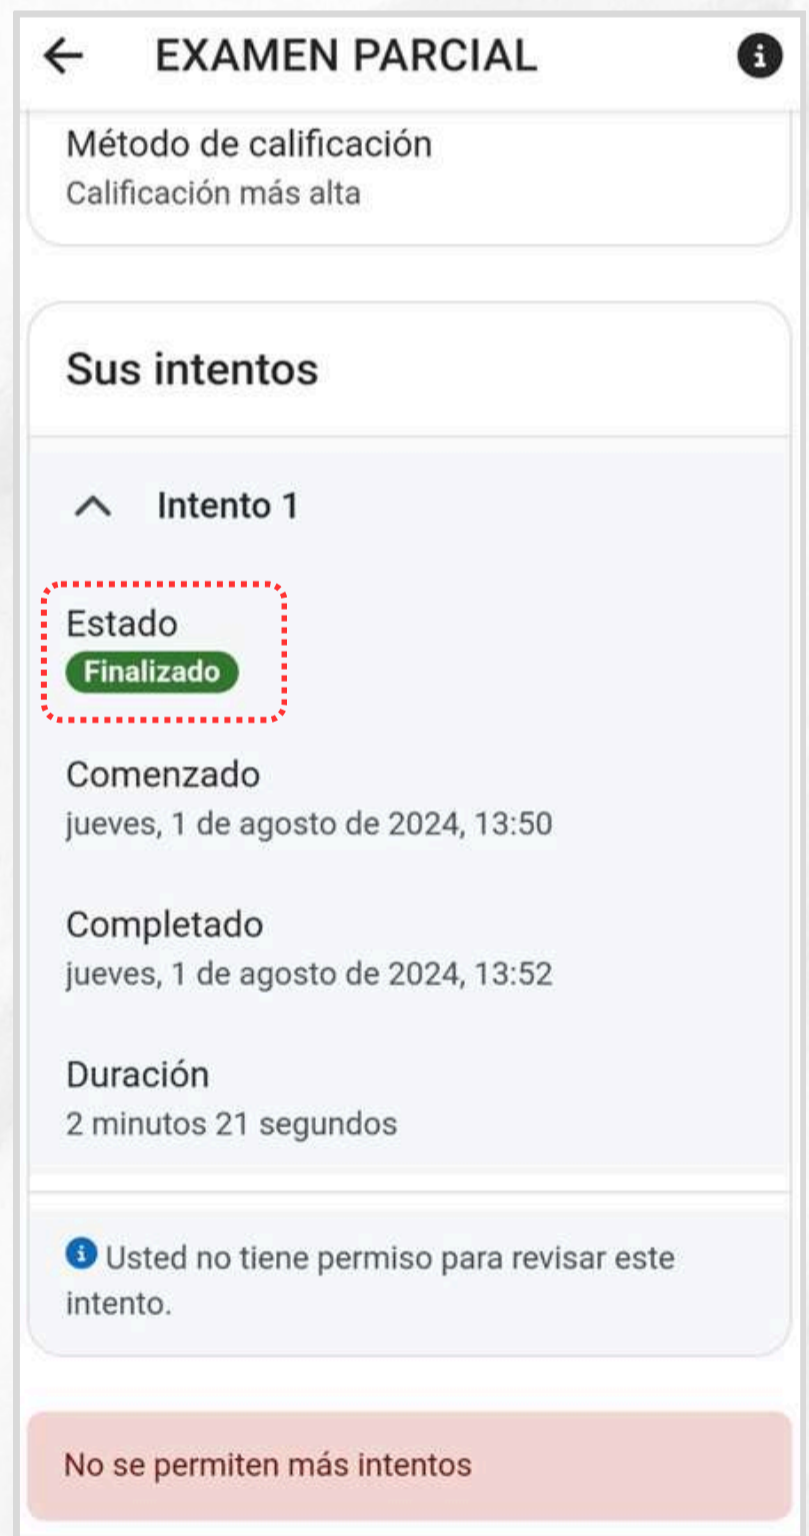 EXAMEN PARCIAL
Método de calificación
Calificación más alta
Sus intentos
Intento 1
Estado
Finalizado
Comenzado
jueves, 1 de agosto de 2024, 13:50
Completado
jueves, 1 de agosto de 2024, 13:52
Duración
2 minutos 21 segundos
Usted no tiene permiso para revisar este
intento.
No se permiten más intentos